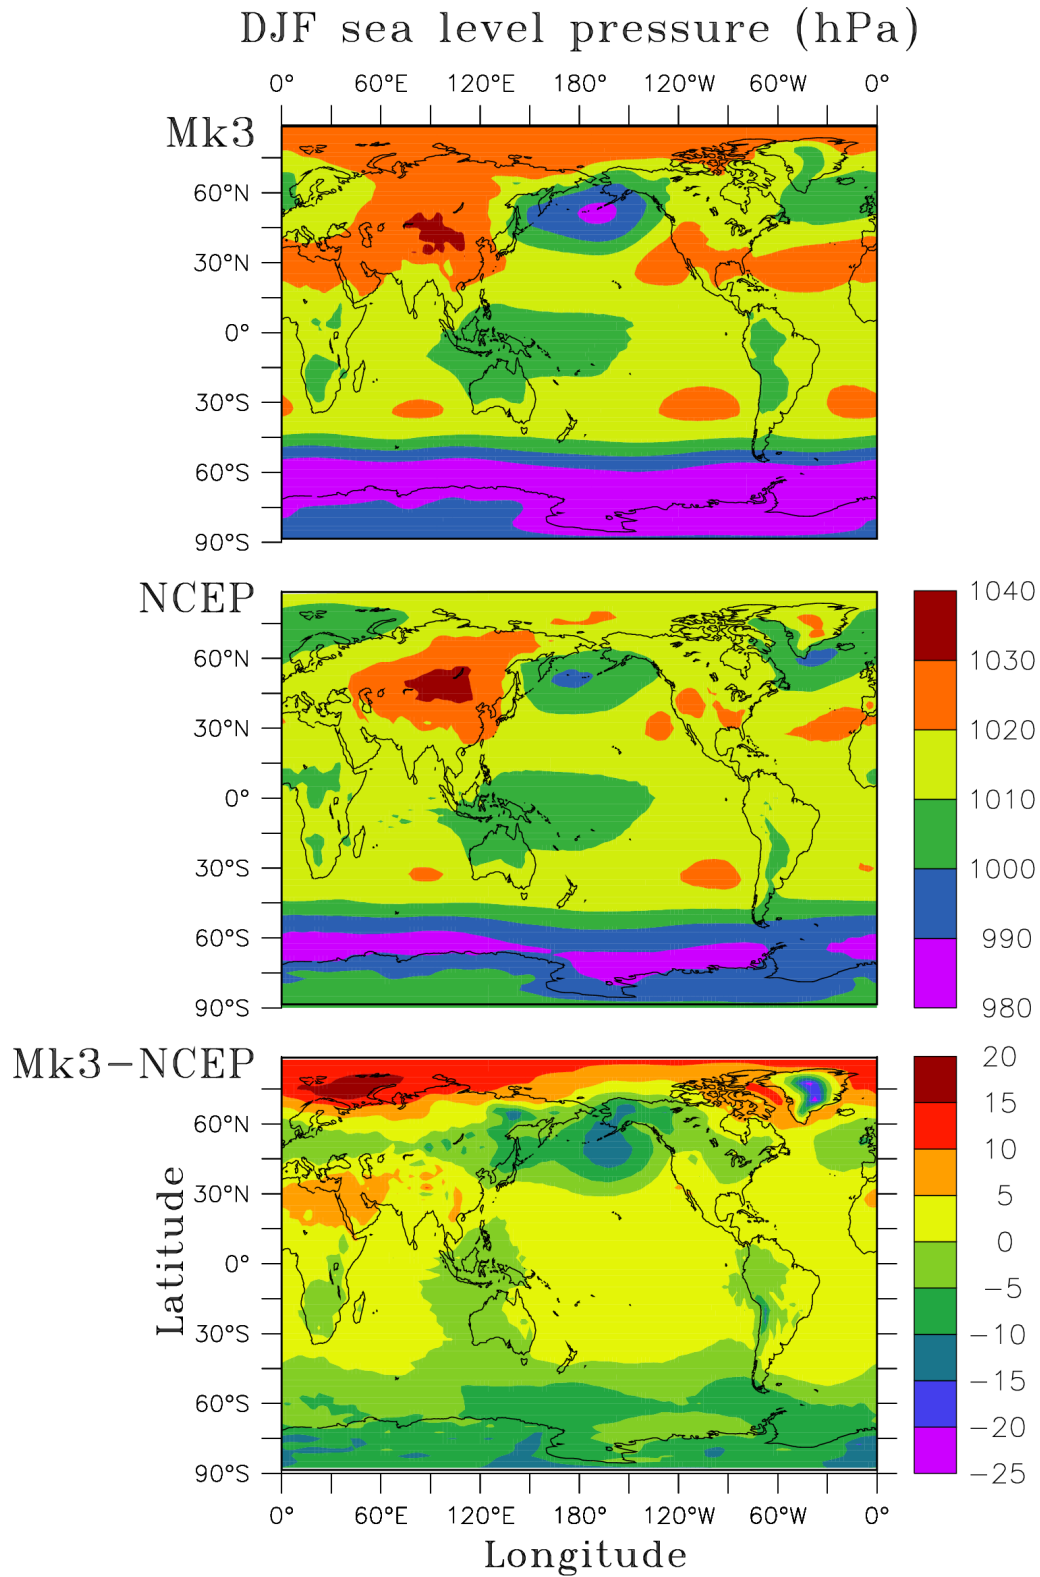 DJF sea level pressure (hPa)
0° 60°E 120°E 180° 120°W 60°W 0°
Mk3
60°N
30°N
0°
30°S
60°S
90°S
NCEP
60°N
30°N
0°
30°S
60°S
90°S
1040
1030
1020
1010
1000
990
980
Mk3−NCEP
60°N
30°N
0°
30°S
60°S
90°S
Latitude
20
15
10
5
0
−5
−10
−15
−20
−25
0° 60°E 120°E 180° 120°W 60°W 0°
Longitude